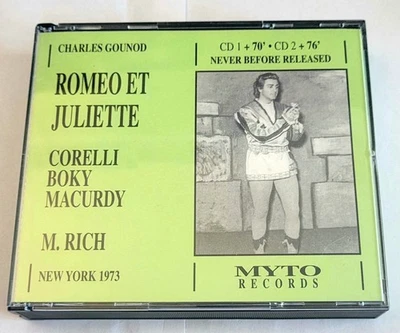 CHARLES GOUNOD
ROMEO ET
JULIETTE
CORELLI
BOKY
MACURDY
M. RICH
NEW YORK 1973
CD 1 + 70' • CD 2 + 76'
NEVER BEFORE RELEASED
MYTO
RECORDS